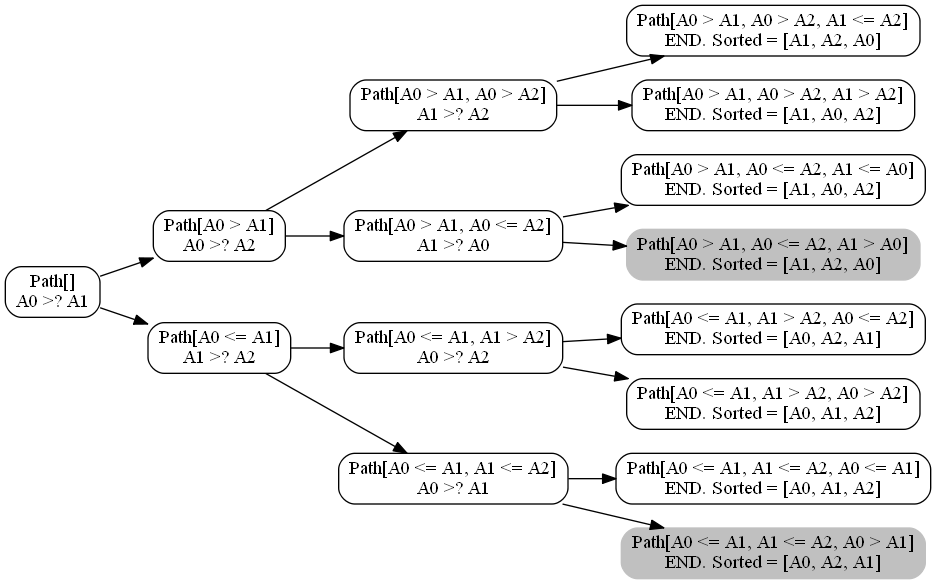 Path[A0 > A1, A0 > A2, A1 <= A2]
END. Sorted = [A1, A2, A0]
Path[A0 > A1, A0 > A2]
A1 >? A2
Path[A0 > A1, A0 > A2, A1 > A2]
END. Sorted = [A1, A0, A2]
Path[A0 > A1, A0 <= A2, A1 <= A0]
END. Sorted = [A1, A0, A2]
Path[A0 > A1]
A0 >? A2
Path[A0 > A1, A0 <= A2]
A1 >? A0
Path[A0 > A1, A0 <= A2, A1 > A0]
END. Sorted = [A1, A2, A0]
Path[]
A0 >? A1
Path[A0 <= A1, A1 > A2, A0 <= A2]
END. Sorted = [A0, A2, A1]
Path[A0 <= A1]
A1 >? A2
Path[A0 <= A1, A1 > A2]
A0 >? A2
Path[A0 <= A1, A1 > A2, A0 > A2]
END. Sorted = [A0, A1, A2]
Path[A0 <= A1, A1 <= A2]
A0 >? A1
Path[A0 <= A1, A1 <= A2, A0 <= A1]
END. Sorted = [A0, A1, A2]
Path[A0 <= A1, A1 <= A2, A0 > A1]
END. Sorted = [A0, A2, A1]